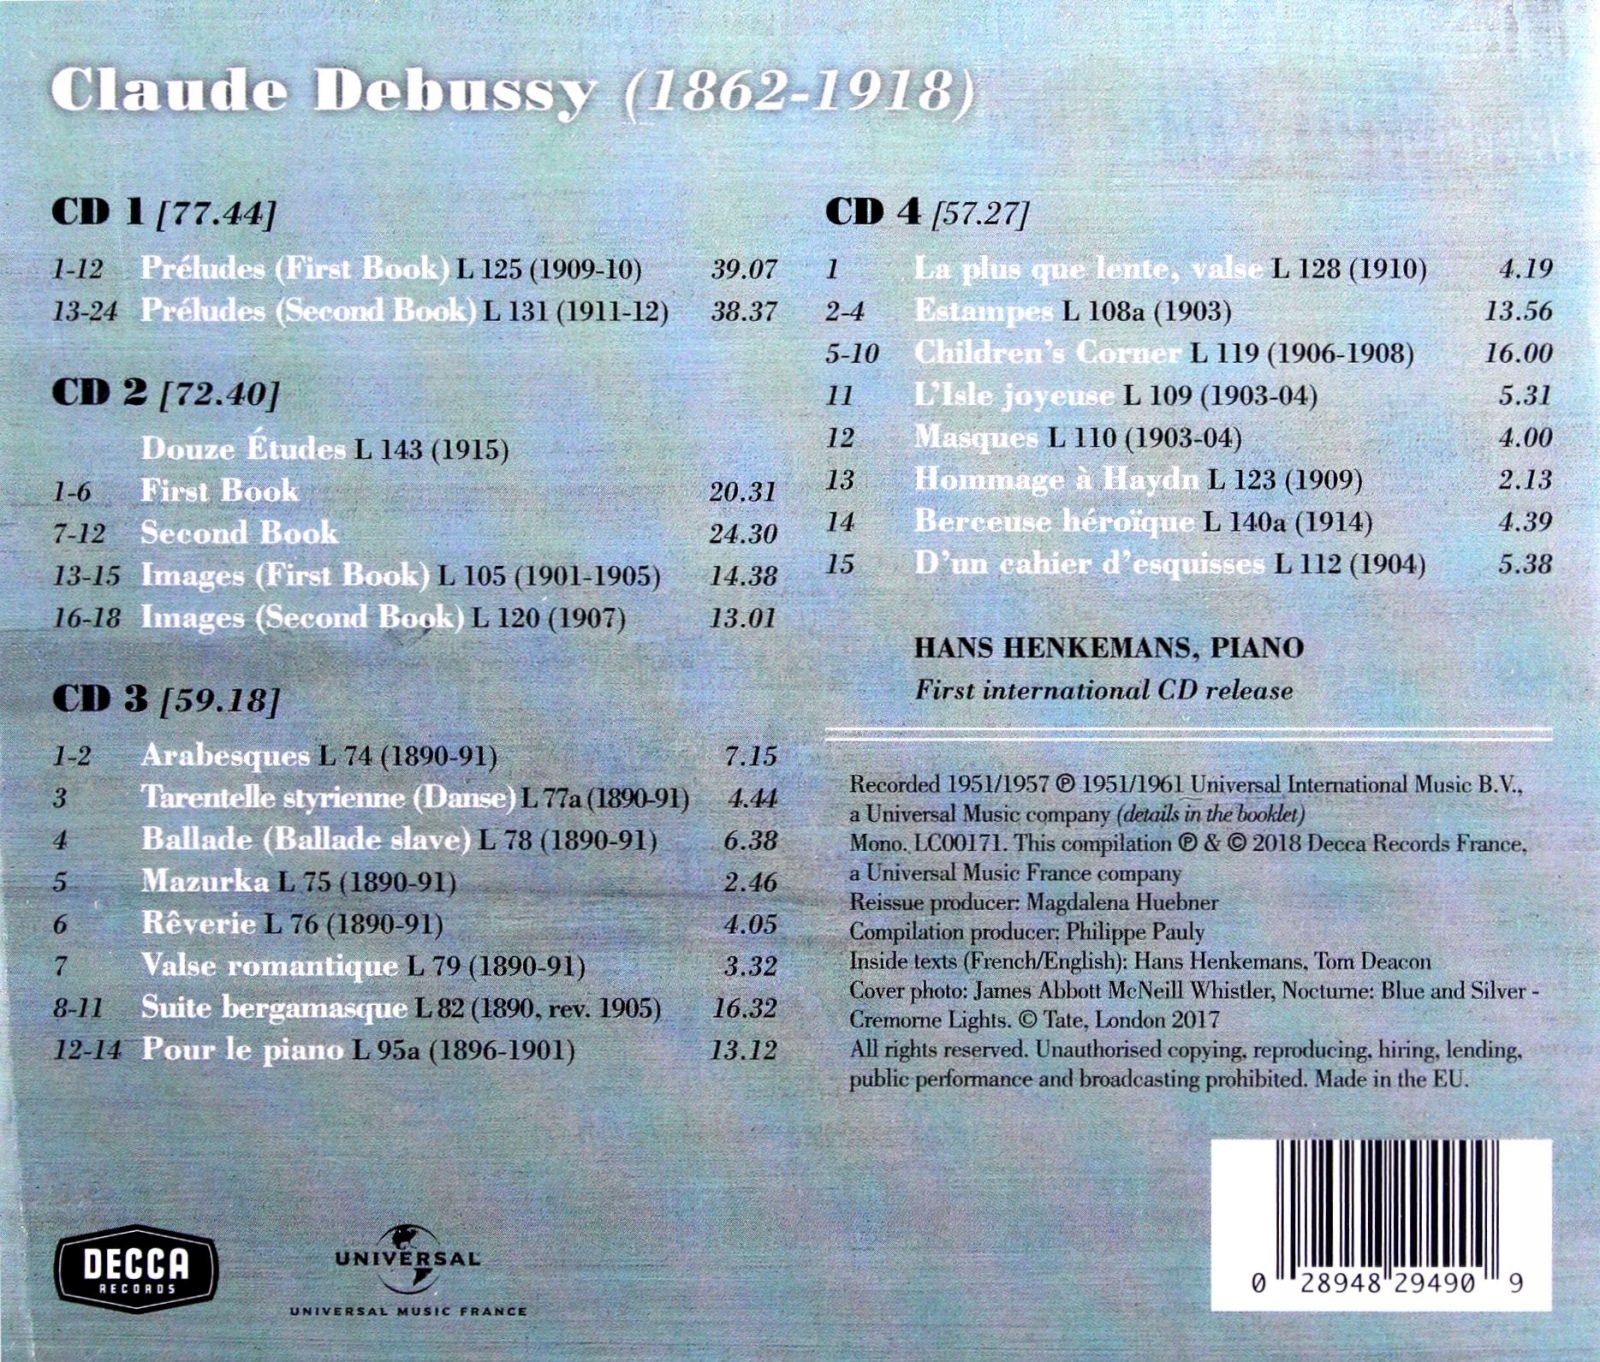 Claude Debussy (1862-1918)
CD 1 [77.44]
1-12 Préludes (First Book) L 125 (1909-10) 39.07
13-24 Préludes (Second Book) L 131 (1911-12) 38.37
CD 2 [72.40]
Douze Études L 143 (1915)
1-6 First Book 20.31
7-12 Second Book 24.30
13-15 Images (First Book) L 105 (1901-1905) 14.38
16-18 Images (Second Book) L 120 (1907) 13.01
CD 3 [59.18]
1-2 Arabesques L 74 (1890-91) 7.15
3 Tarentelle styrienne (Danse) L 77a (1890-91) 4.44
4 Ballade (Ballade slave) L 78 (1890-91) 6.38
5 Mazurka L 75 (1890-91) 2.46
6 Rêverie L 76 (1890-91) 4.05
7 Valse romantique L 79 (1890-91) 3.32
8-11 Suite bergamasque L 82 (1890, rev. 1905) 16.32
12-14 Pour le piano L 95a (1896-1901) 13.12
CD 4 [57.27]
1 La plus que lente, valse L 128 (1910) 4.19
2-4 Estampes L 108a (1903) 13.56
5-10 Children's Corner L 119 (1906-1908) 16.00
11 L'Isle joyeuse L 109 (1903-04) 5.31
12 Masques L 110 (1903-04) 4.00
13 Hommage à Haydn L 123 (1909) 2.13
14 Berceuse héroïque L 140a (1914) 4.39
15 D'un cahier d'esquisses L 112 (1904) 5.38
HANS HENKEMANS, PIANO
First international CD release
Recorded 1951/1957 ℗ 1951/1961 Universal International Music B.V.,
a Universal Music company (details in the booklet)
Mono. LC00171. This compilation ℗ & © 2018 Decca Records France,
a Universal Music France company
Reissue producer: Magdalena Huebner
Compilation producer: Philippe Pauly
Inside texts (French/English): Hans Henkemans, Tom Deacon
Cover photo: James Abbott McNeill Whistler, Nocturne: Blue and Silver -
Cremorne Lights. © Tate, London 2017
All rights reserved. Unauthorised copying, reproducing, hiring, lending,
public performance and broadcasting prohibited. Made in the EU.
DECCA
RECORDS
UNIVERSAL
UNIVERSAL MUSIC FRANCE
0 28948 29490 9